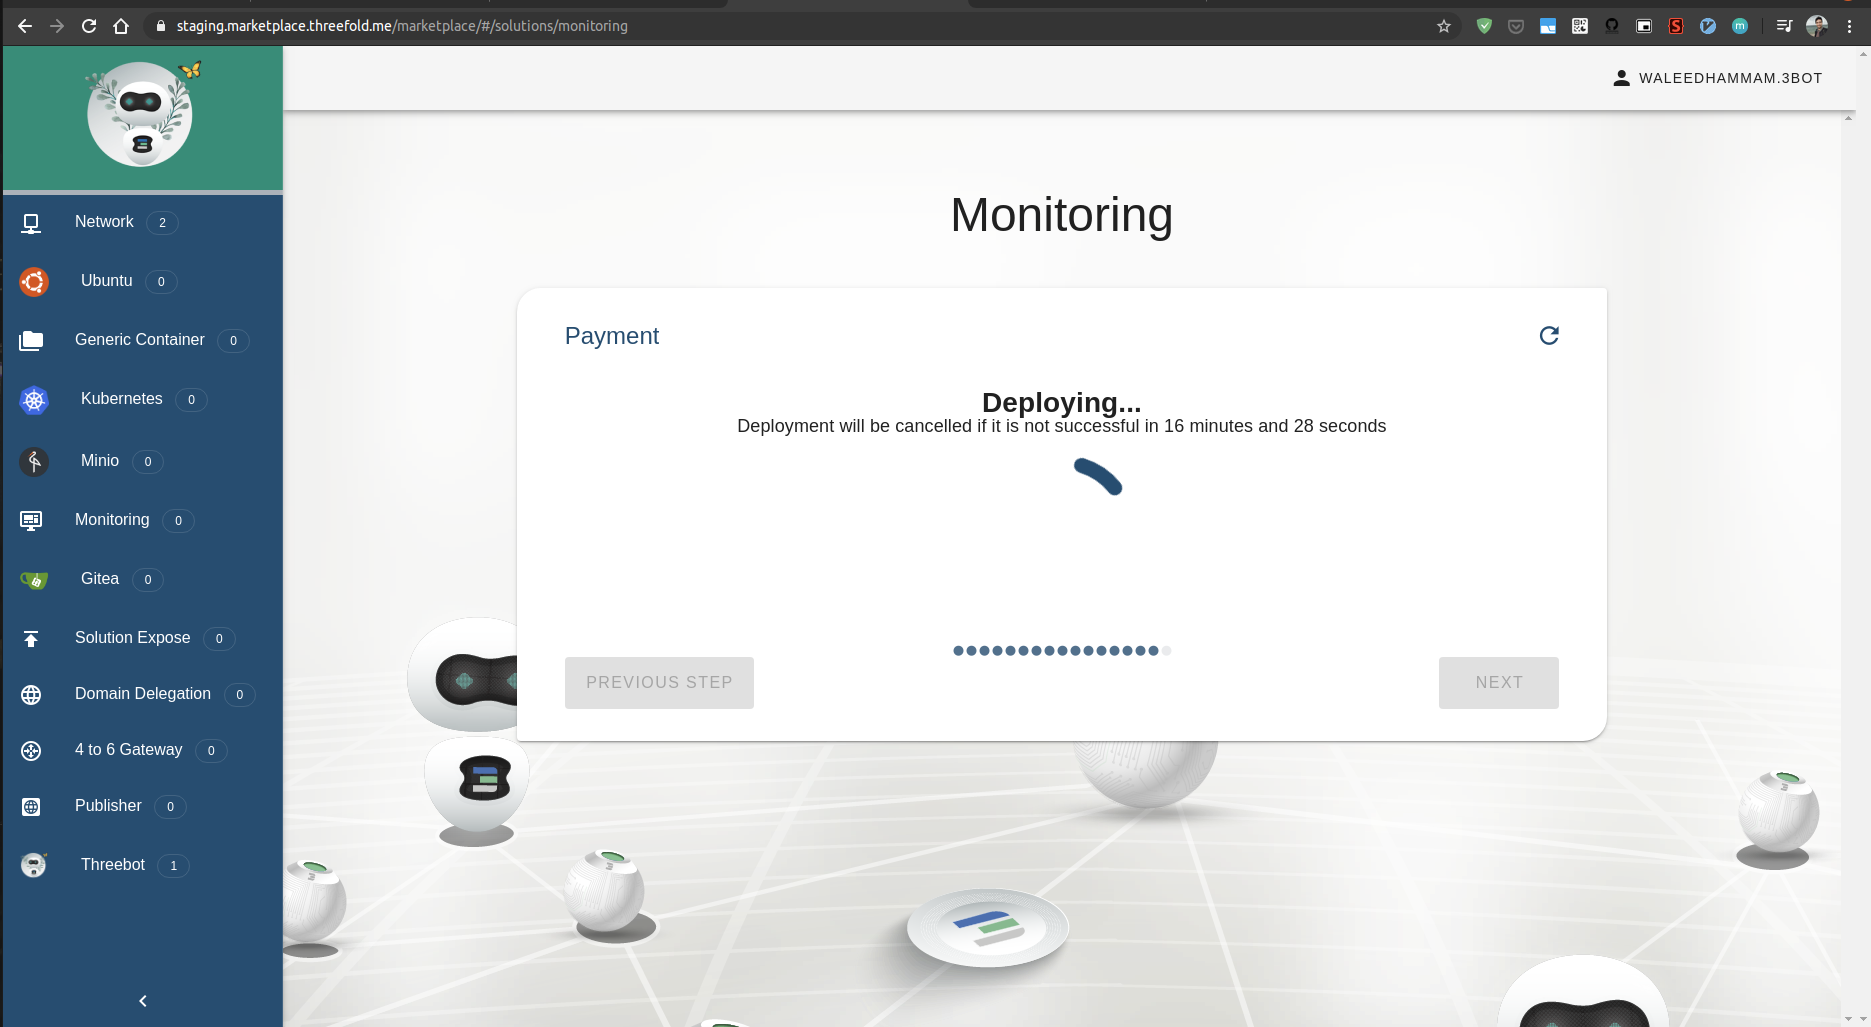 staging.marketplace.threefold.me/marketplace/#/solutions/monitoring
WALEEDHAMMAM.3BOT
Network 2
Ubuntu 0
Generic Container 0
Kubernetes 0
Minio 0
Monitoring 0
Gitea 0
Solution Expose 0
Domain Delegation 0
4 to 6 Gateway 0
Publisher 0
Threebot 1
Monitoring
Payment
Deploying...
Deployment will be cancelled if it is not successful in 16 minutes and 28 seconds
PREVIOUS STEP
NEXT